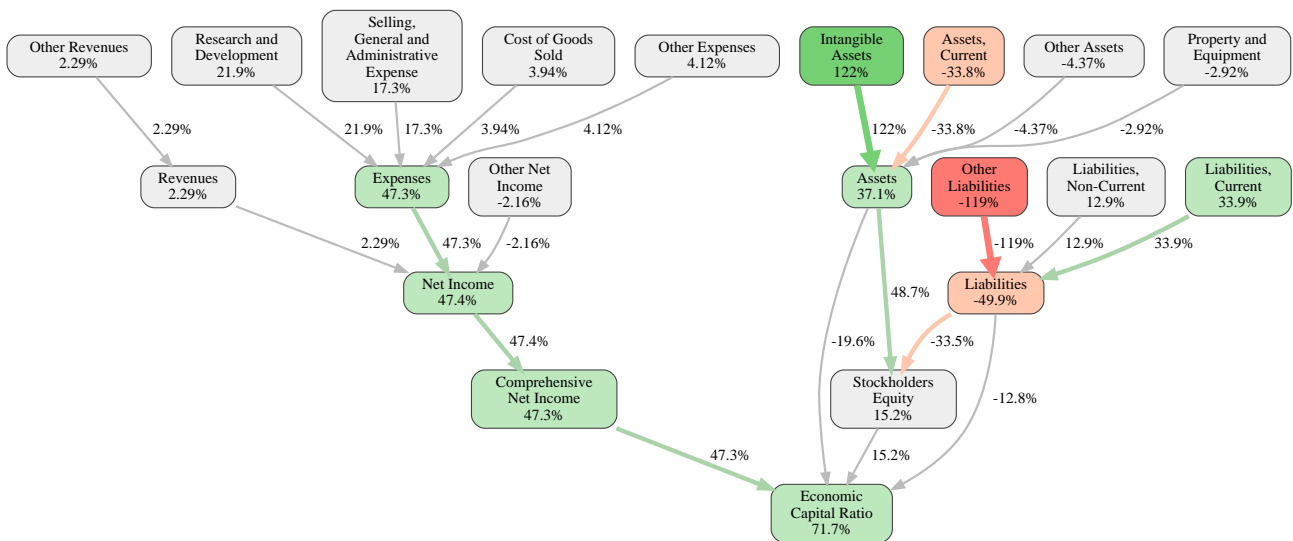 Other Revenues
2.29%
Research and
Development
21.9%
Selling,
General and
Administrative
Expense
17.3%
Cost of Goods
Sold
3.94%
Other Expenses
4.12%
Intangible
Assets
122%
Assets,
Current
-33.8%
Other Assets
-4.37%
Property and
Equipment
-2.92%
2.29%
21.9%
17.3%
3.94%
4.12%
122%
-33.8%
-4.37%
-2.92%
Revenues
2.29%
Expenses
47.3%
Other Net
Income
-2.16%
Assets
37.1%
Other
Liabilities
-119%
Liabilities,
Non-Current
12.9%
Liabilities,
Current
33.9%
2.29%
47.3%
-2.16%
-119%
12.9%
33.9%
Net Income
47.4%
Liabilities
-49.9%
48.7%
47.4%
-19.6%
-33.5%
Comprehensive
Net Income
47.3%
Stockholders
Equity
15.2%
-12.8%
47.3%
15.2%
Economic
Capital Ratio
71.7%